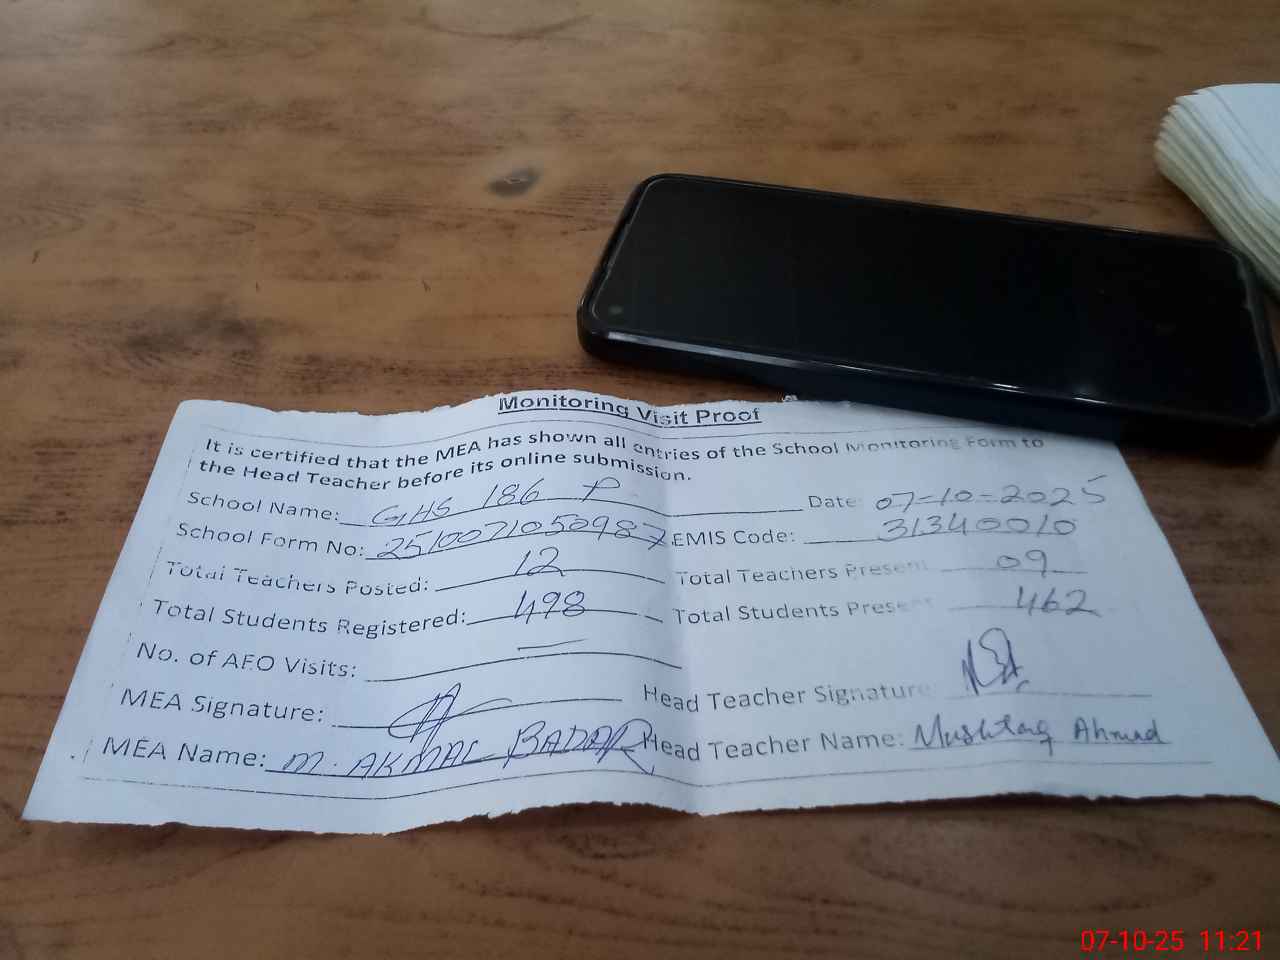 Monitoring Visit Proof
It is certified that the MEA has shown all entries of the School Monitoring Form to
the Head Teacher before its online submission.
School Name: GHS 186 P Date: 07-10-2025
School Form No: 2510071050987 EMIS Code: 31340010
Total Teachers Posted: 12 Total Teachers Present 09
Total Students Registered: 498 Total Students Present 462
No. of AEO Visits: —
MEA Signature: Head Teacher Signature
MEA Name: M. AKMAL BADAR Head Teacher Name: Mushtaq Ahmad
07-10-25 11:21